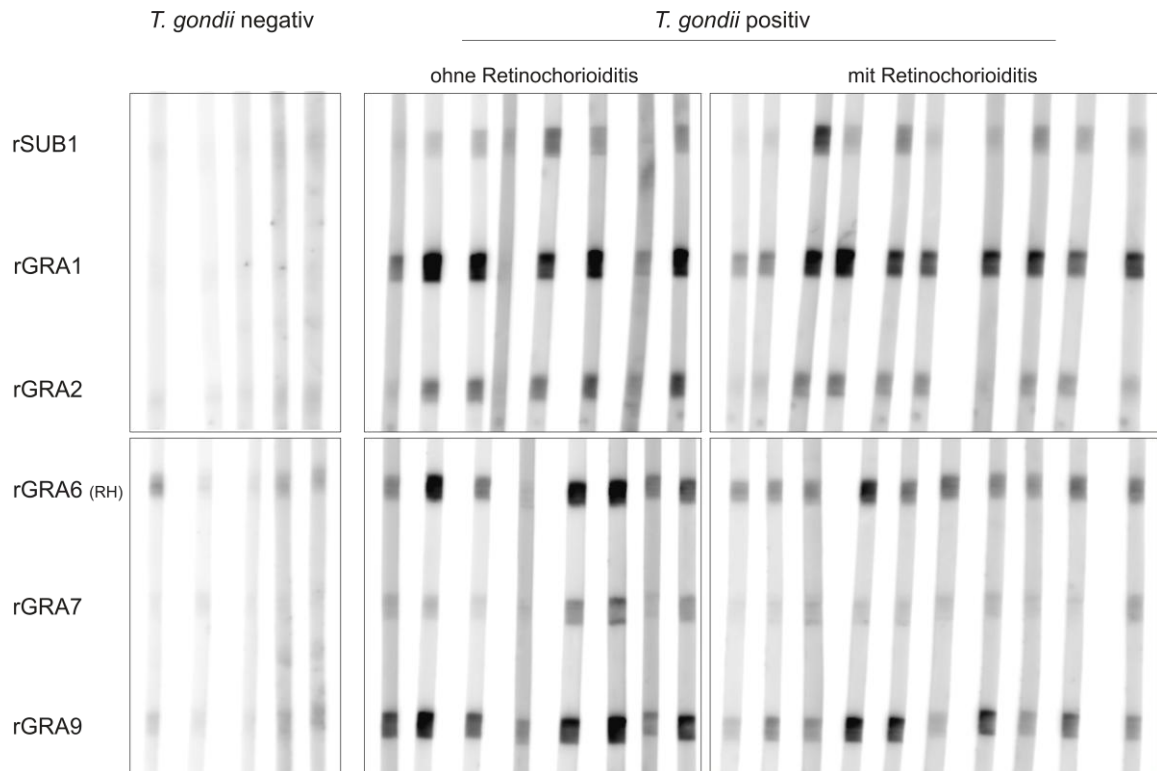 T. gondii negativ
T. gondii positiv
ohne Retinochorioiditis
mit Retinochorioiditis
rSUB1
rGRA1
rGRA2
rGRA6 (RH)
rGRA7
rGRA9